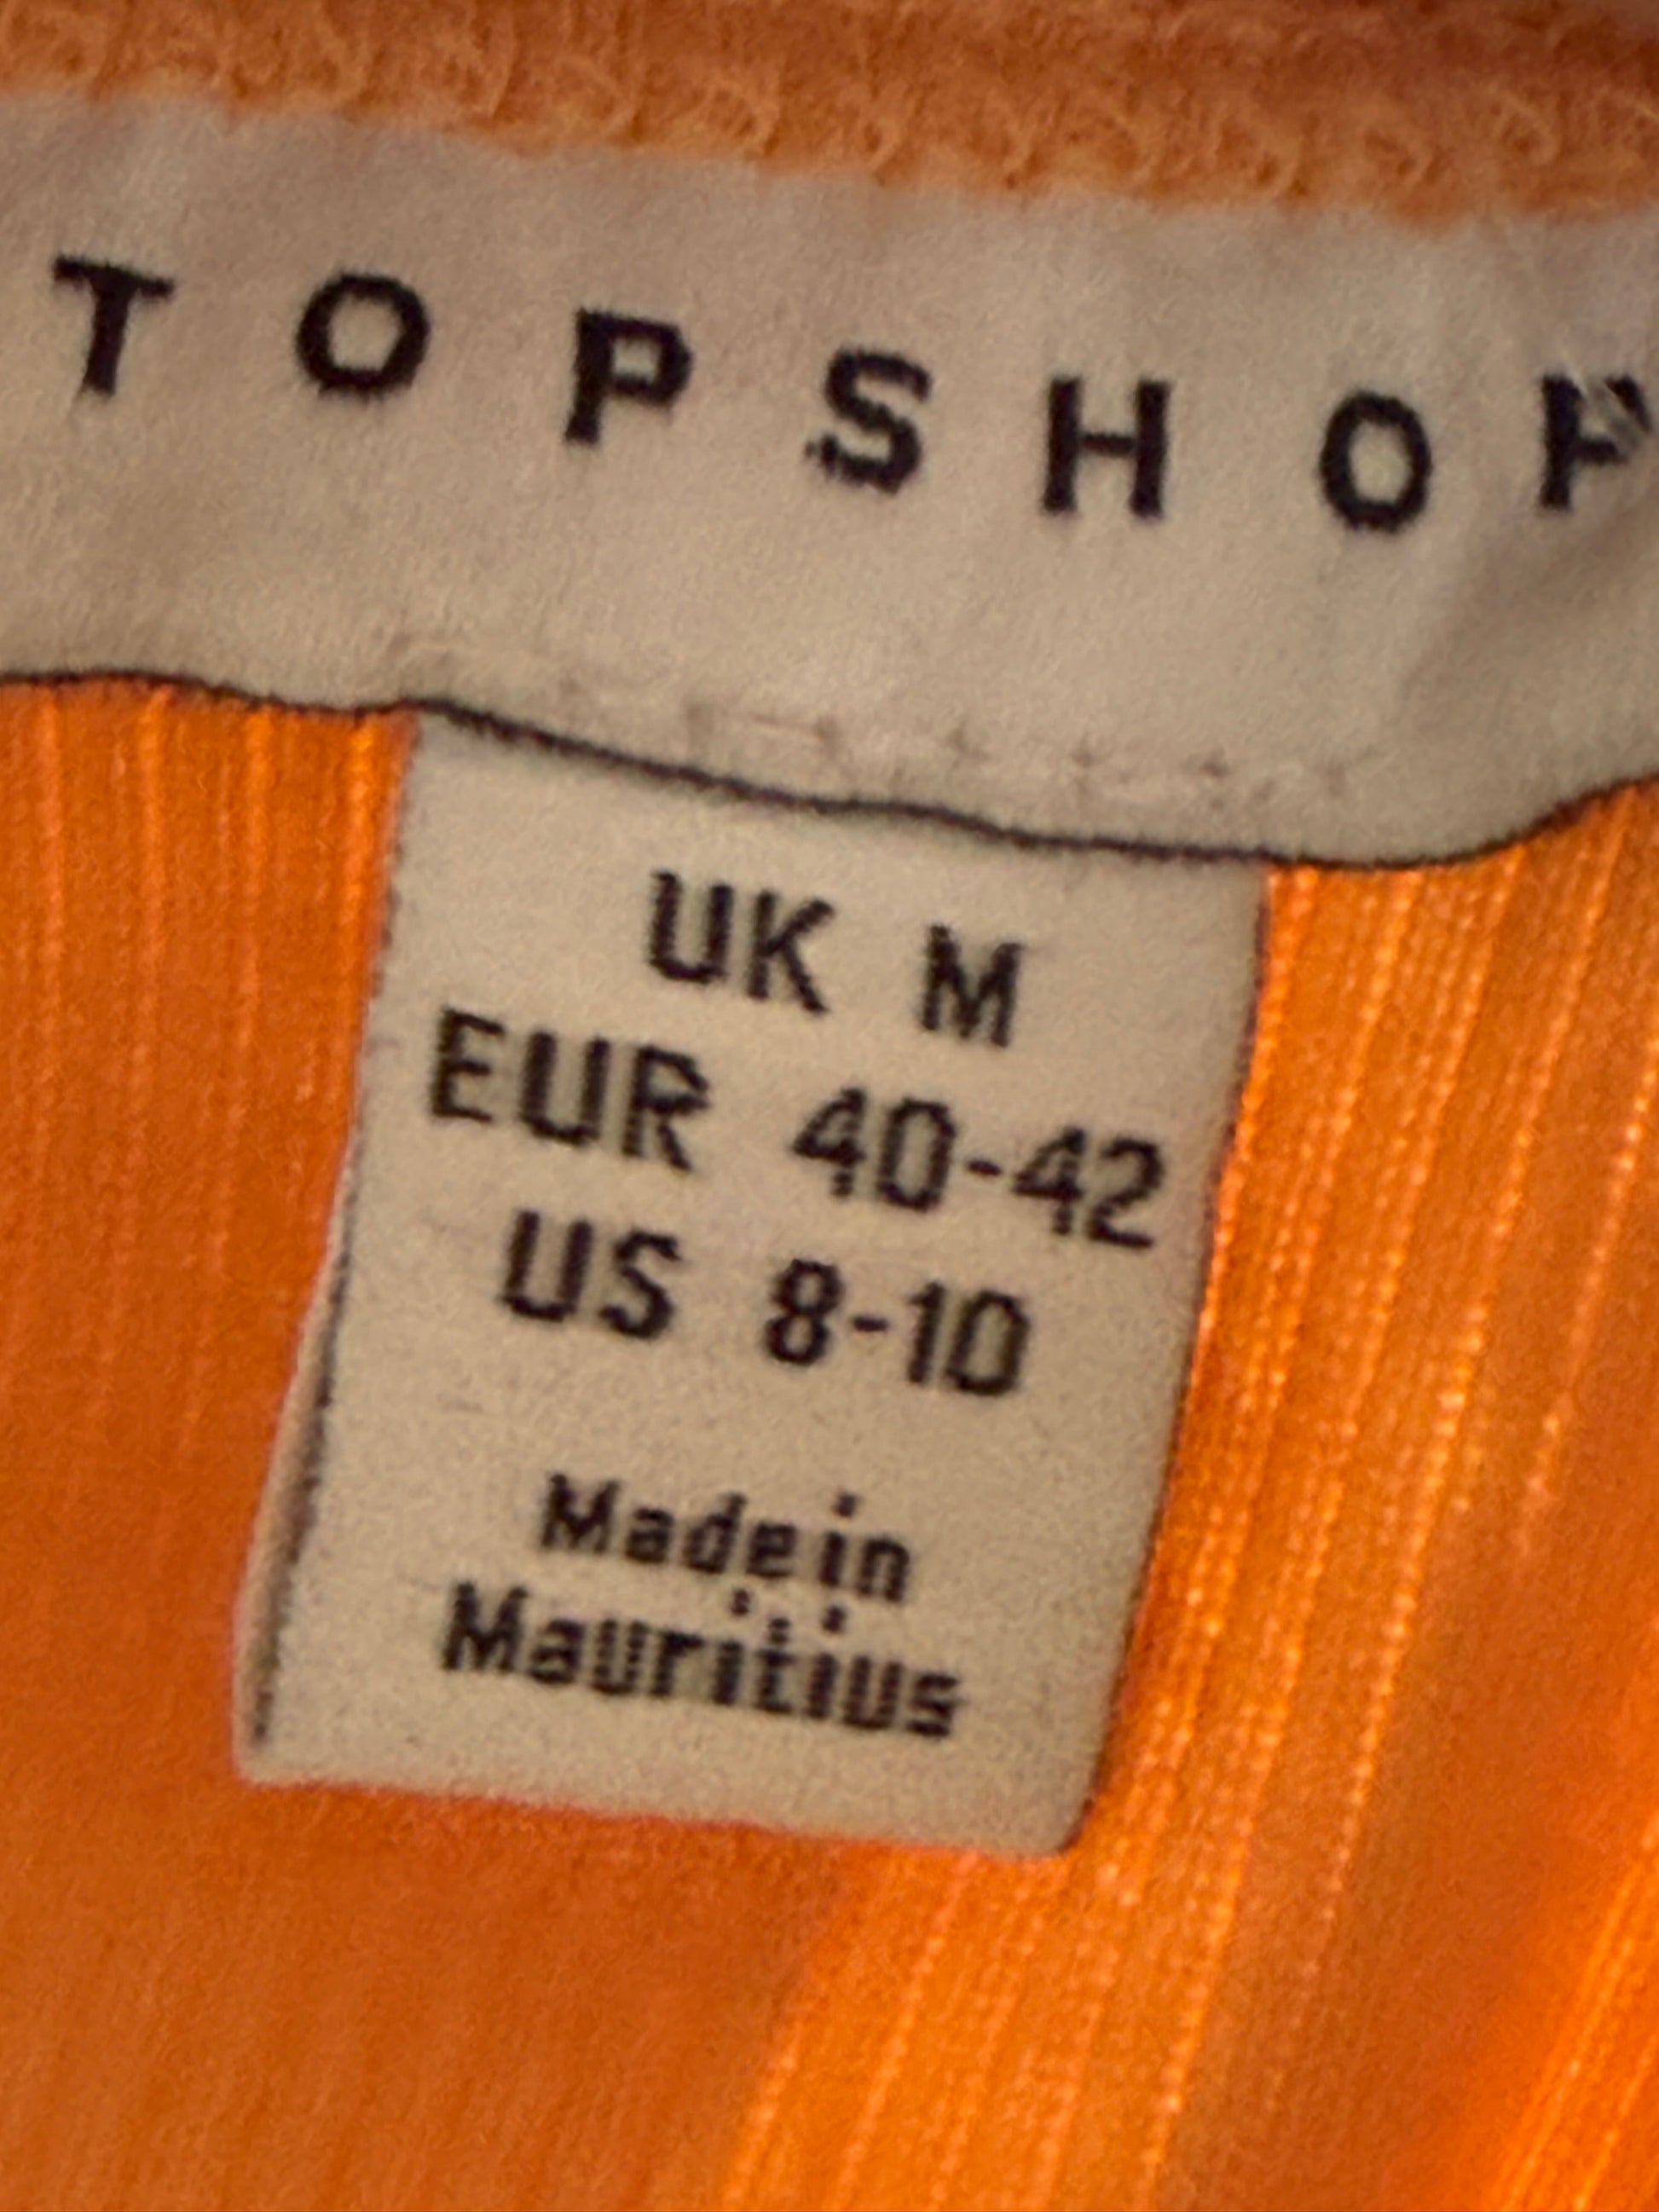 TOPSHOP
UK M
EUR 40-42
US 8-10
Made in
Mauritius